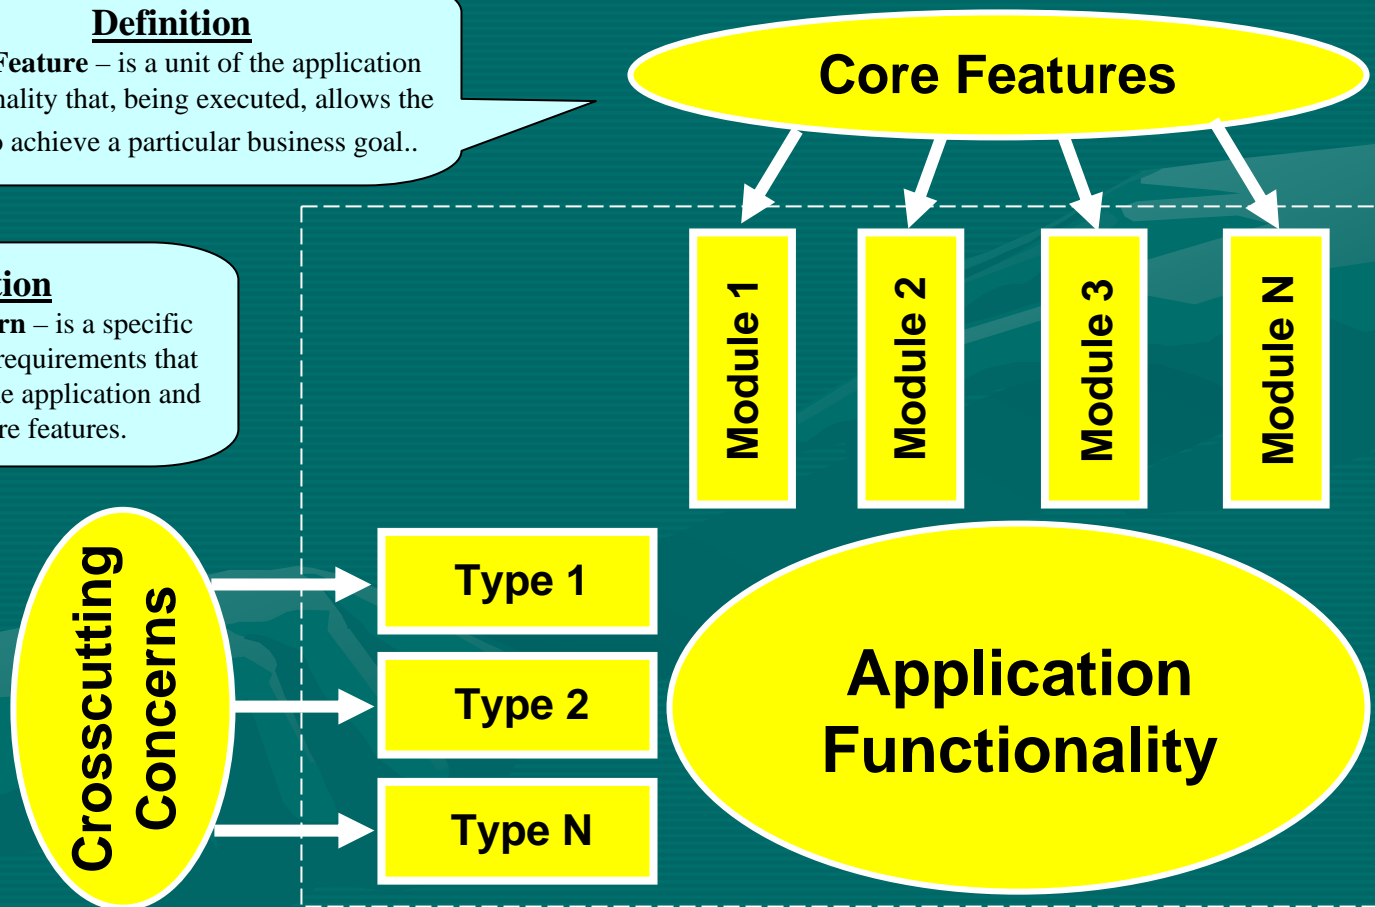 Definition
Feature – is a unit of the application
nality that, being executed, allows the
o achieve a particular business goal..
Core Features
Module 1
Module 2
Module 3
Module N
tion
rn – is a specific
requirements that
e application and
re features.
Crosscutting
Concerns
Type 1
Type 2
Type N
Application
Functionality